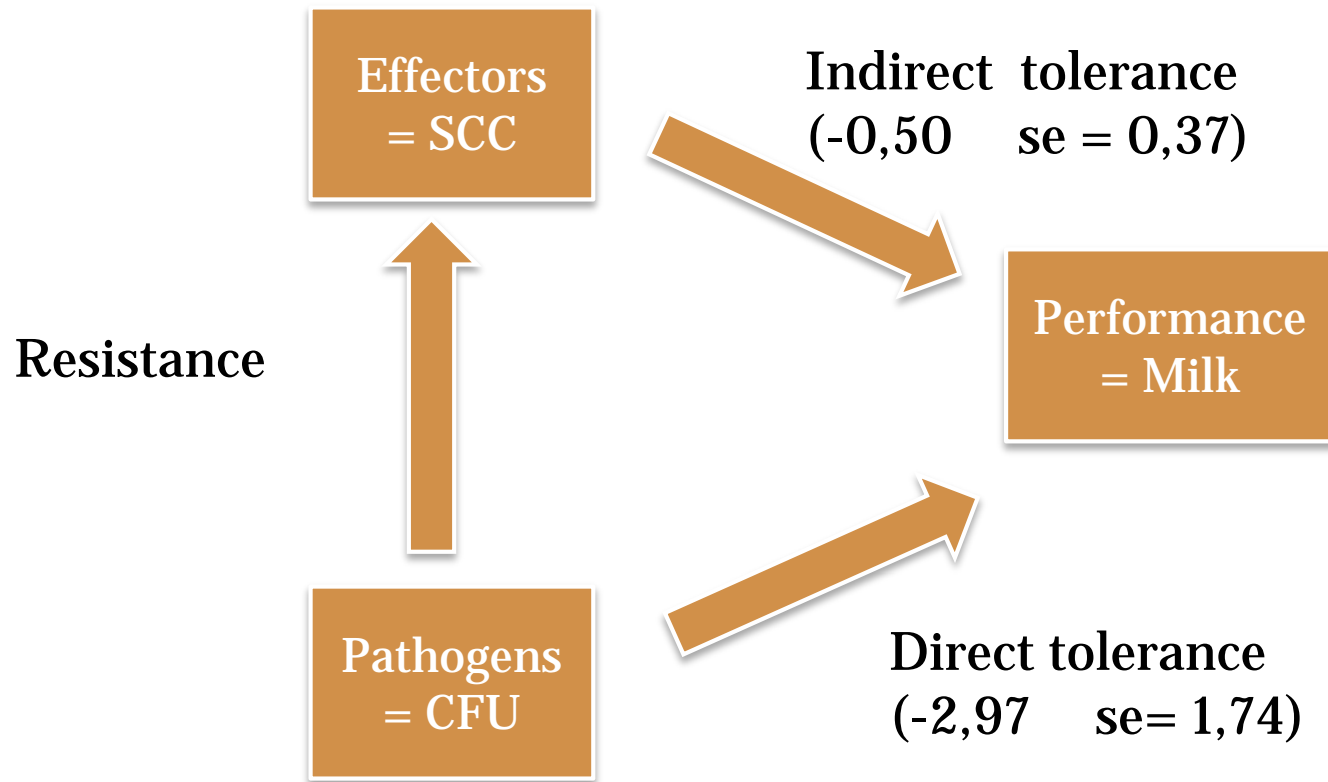 Effectors
= SCC
Indirect tolerance
(-0,50 se = 0,37)
Performance
= Milk
Resistance
Pathogens
= CFU
Direct tolerance
(-2,97 se= 1,74)